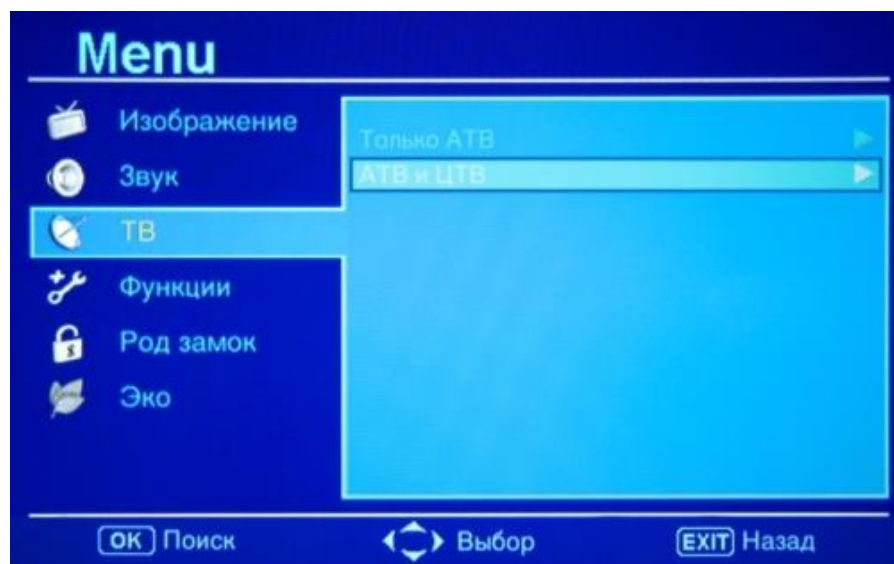 Menu
Изображение
Звук
ТВ
Функции
Род замок
Эко
Только АТВ
АТВ и ЦТВ
OK Поиск
Выбор
EXIT Назад